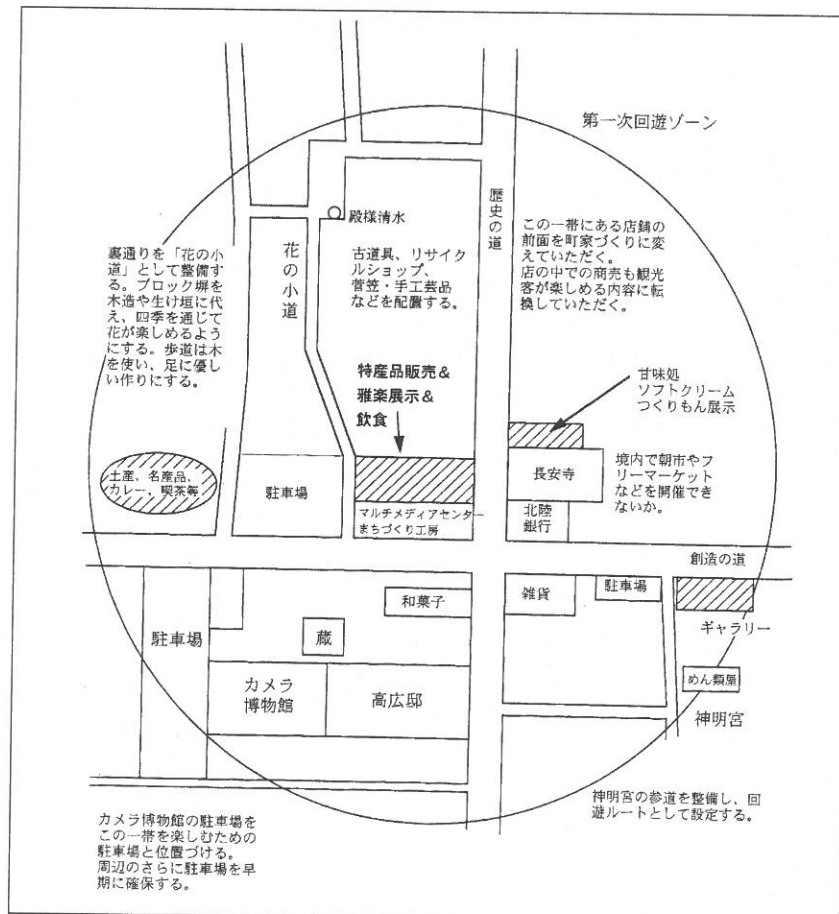 第一次回遊ゾーン
殿様清水
歴史の道
この一帯にある店舗の
前面を町家づくりに変
えていただく。
店の中での商売も観光
客が楽しめる内容に転
換していただく。
裏通りを「花の小
道」として整備す
る。ブロック塀を
木造や生け垣に代
え、四季を通じて
花が楽しめるよう
にする。歩道は木
を使い、足に優し
い作りにする。
花の小道
古道具、リサイク
ルショップ、
菅笠・手工芸品
などを配置する。
特産品販売&
雅楽展示&
飲食
甘味処
ソフトクリーム
つくりもん展示
土産、名産品、
カレー、喫茶等
駐車場
長安寺
境内で朝市やフ
リーマーケット
などを開催でき
ないか。
マルチメディアセンター
まちづくり工房
北陸
銀行
創造の道
駐車場
和菓子
雑貨
駐車場
ギャラリー
蔵
カメラ
博物館
高広邸
めん類屋
神明宮
カメラ博物館の駐車場を
この一帯を楽しむための
駐車場と位置づける。
周辺のさらに駐車場を早
期に確保する。
神明宮の参道を整備し、回
遊ルートとして設定する。